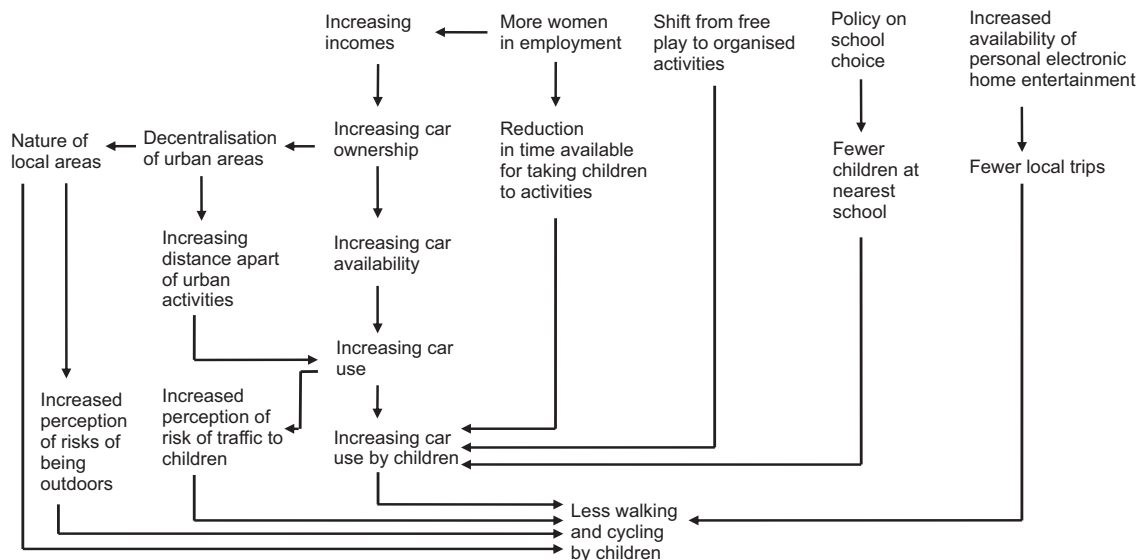 Increasing
incomes
More women
in employment
Shift from free
play to organised
activities
Policy on
school
choice
Increased
availability of
personal electronic
home entertainment
Nature of
local areas
Decentralisation
of urban areas
Increasing car
ownership
Reduction
in time available
for taking children
to activities
Fewer
children at
nearest
school
Fewer local trips
Increasing
distance apart
of urban
activities
Increasing car
availability
Increasing car
use
Increased
perception
of risks of
being
outdoors
Increased
perception of
risk of traffic to
children
Increasing car
use by children
Less walking
and cycling
by children